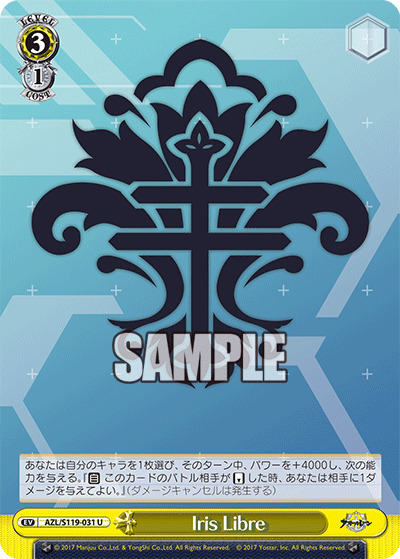 LEVEL
3
1
COST
SAMPLE
あなたは自分のキャラを1枚選び、そのターン中、パワーを＋4000し、次の能
力を与える。『自 このカードのバトル相手が した時、あなたは相手に1ダ
メージを与えてよい。』（ダメージキャンセルは発生する）
EV AZL/S119-031 U
Iris Libre
アズールレーン
© 2017 Manjuu Co.,Ltd. & YongShi Co.,Ltd. All Rights Reserved. © 2017 Yostar, Inc. All Rights Reserved.